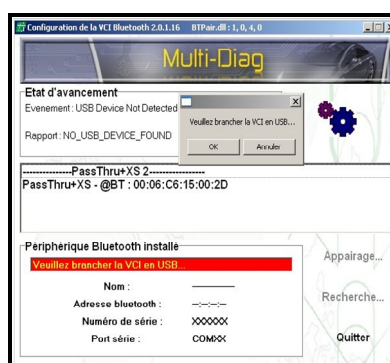 Configuration de la VCI Bluetooth 2.0.1.16 BTPair.dll : 1, 0, 4, 0
Multi-Diag
Etat d'avancement
Evenement : USB Device Not Detected
Rapport : NO_USB_DEVICE_FOUND
Veuillez brancher la VCI en USB...
OK
Annuler
---------------PassThru+XS 2-----------------
PassThru+XS - @BT : 00:06:C6:15:00:2D
Périphérique Bluetooth installé
Veuillez brancher la VCI en USB...
Nom : ----------
Adresse bluetooth : --:--:--:--
Numéro de série : XXXXXX
Port série : COMXX
Appairage...
Recherche...
Quitter